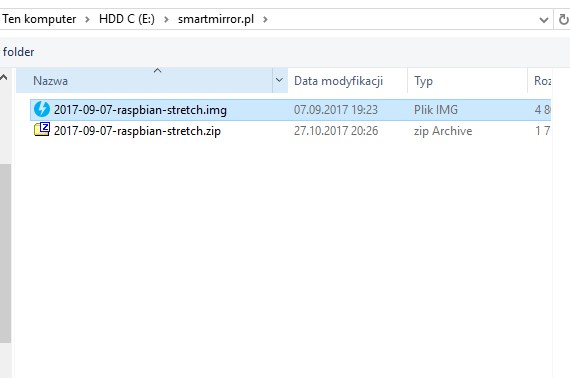 Ten komputer > HDD C (E:) > smartmirror.pl >
folder
Nazwa Data modyfikacji Typ Roz
2017-09-07-raspbian-stretch.img 07.09.2017 19:23 Plik IMG 4 8
2017-09-07-raspbian-stretch.zip 27.10.2017 20:26 zip Archive 1 7